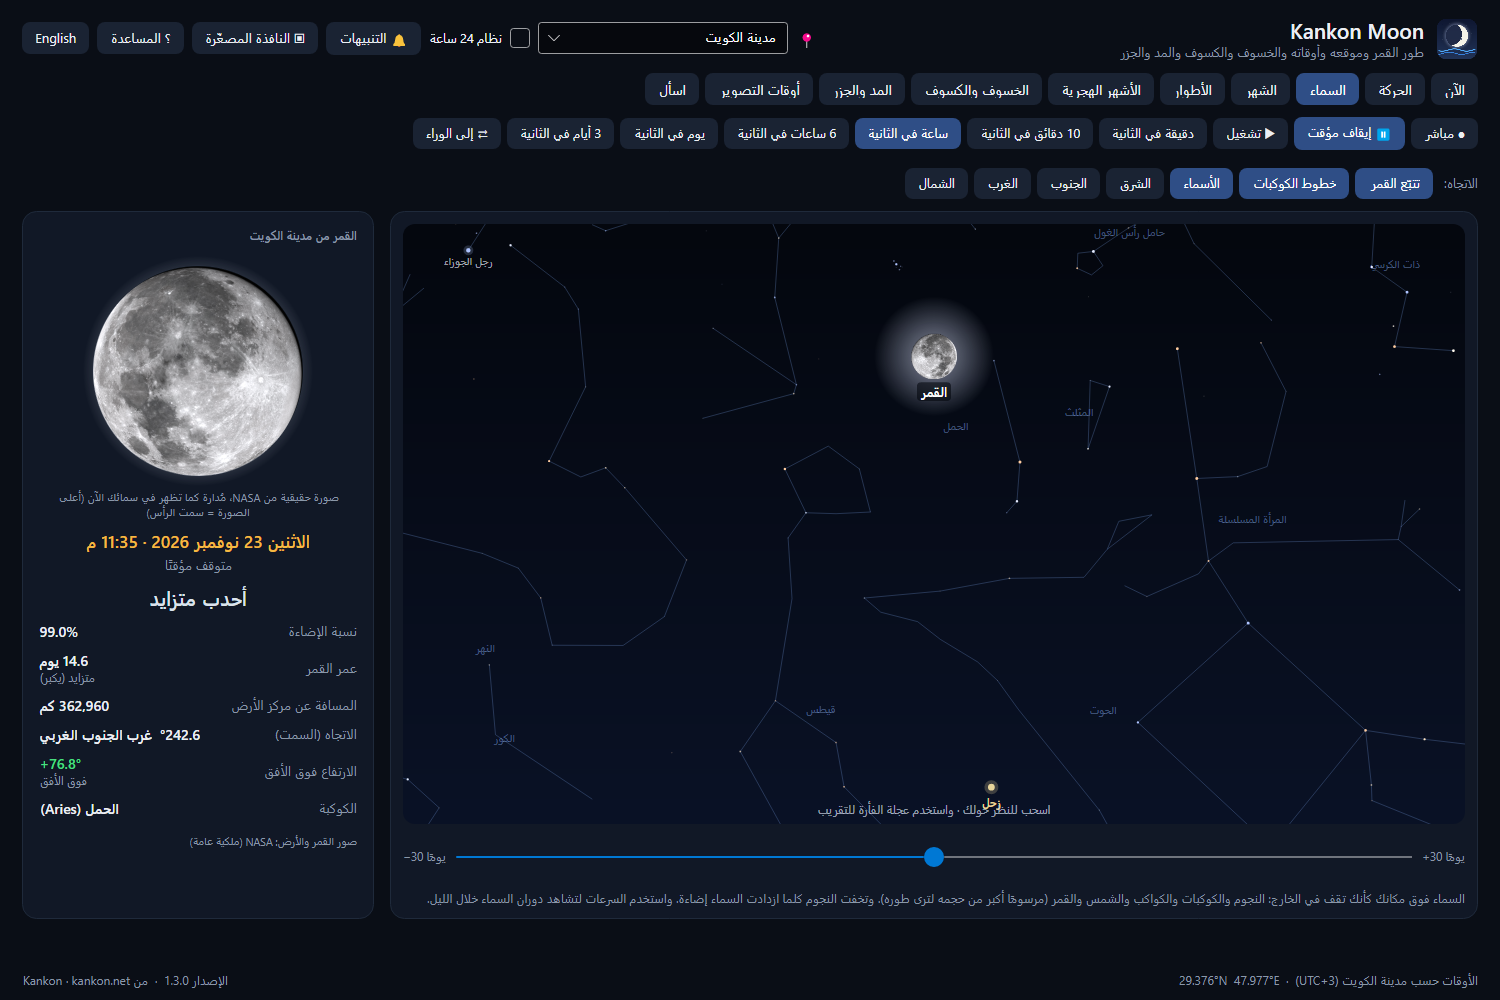 Kankon Moon
طور القمر وموقعه وأوقاته والخسوف والكسوف والمد والجزر
مدينة الكويت
نظام 24 ساعة
التنبيهات
النافذة المصغّرة
؟ المساعدة
English
الآن
الحركة
السماء
الشهر
الأطوار
الأشهر الهجرية
الخسوف والكسوف
المد والجزر
أوقات التصوير
اسأل
● مباشر
إيقاف مؤقت
▶ تشغيل
دقيقة في الثانية
10 دقائق في الثانية
ساعة في الثانية
6 ساعات في الثانية
يوم في الثانية
3 أيام في الثانية
⇄ إلى الوراء
الاتجاه:
تتبّع القمر
خطوط الكوكبات
الأسماء
الشرق
الجنوب
الغرب
الشمال
حامل رأس الغول
ذات الكرسي
رجل الجوزاء
القمر
المثلث
الحمل
المرأة المسلسلة
النهر
قيطس
الحوت
الكور
زحل
اسحب للنظر حولك · واستخدم عجلة الفأرة للتقريب
+30 يومًا
−30 يومًا
السماء فوق مكانك كأنك تقف في الخارج: النجوم والكوكبات والكواكب والشمس والقمر (مرسومًا أكبر من حجمه لترى طوره). وتخفت النجوم كلما ازدادت السماء إضاءة. واستخدم السرعات لتشاهد دوران السماء خلال الليل.
القمر من مدينة الكويت
صورة حقيقية من NASA، مُدارة كما تظهر في سمائك الآن (أعلى
الصورة = سمت الرأس)
الاثنين 23 نوفمبر 2026 · 11:35 م
متوقف مؤقتًا
أحدب متزايد
نسبة الإضاءة 99.0%
عمر القمر 14.6 يوم
متزايد (يكبر)
المسافة عن مركز الأرض 362,960 كم
الاتجاه (السمت) 242.6° غرب الجنوب الغربي
الارتفاع فوق الأفق +76.8°
فوق الأفق
الكوكبة الحمل (Aries)
صور القمر والأرض: NASA (ملكية عامة)
الأوقات حسب مدينة الكويت (UTC+3) · 29.376°N 47.977°E
الإصدار 1.3.0 · من Kankon · kankon.net